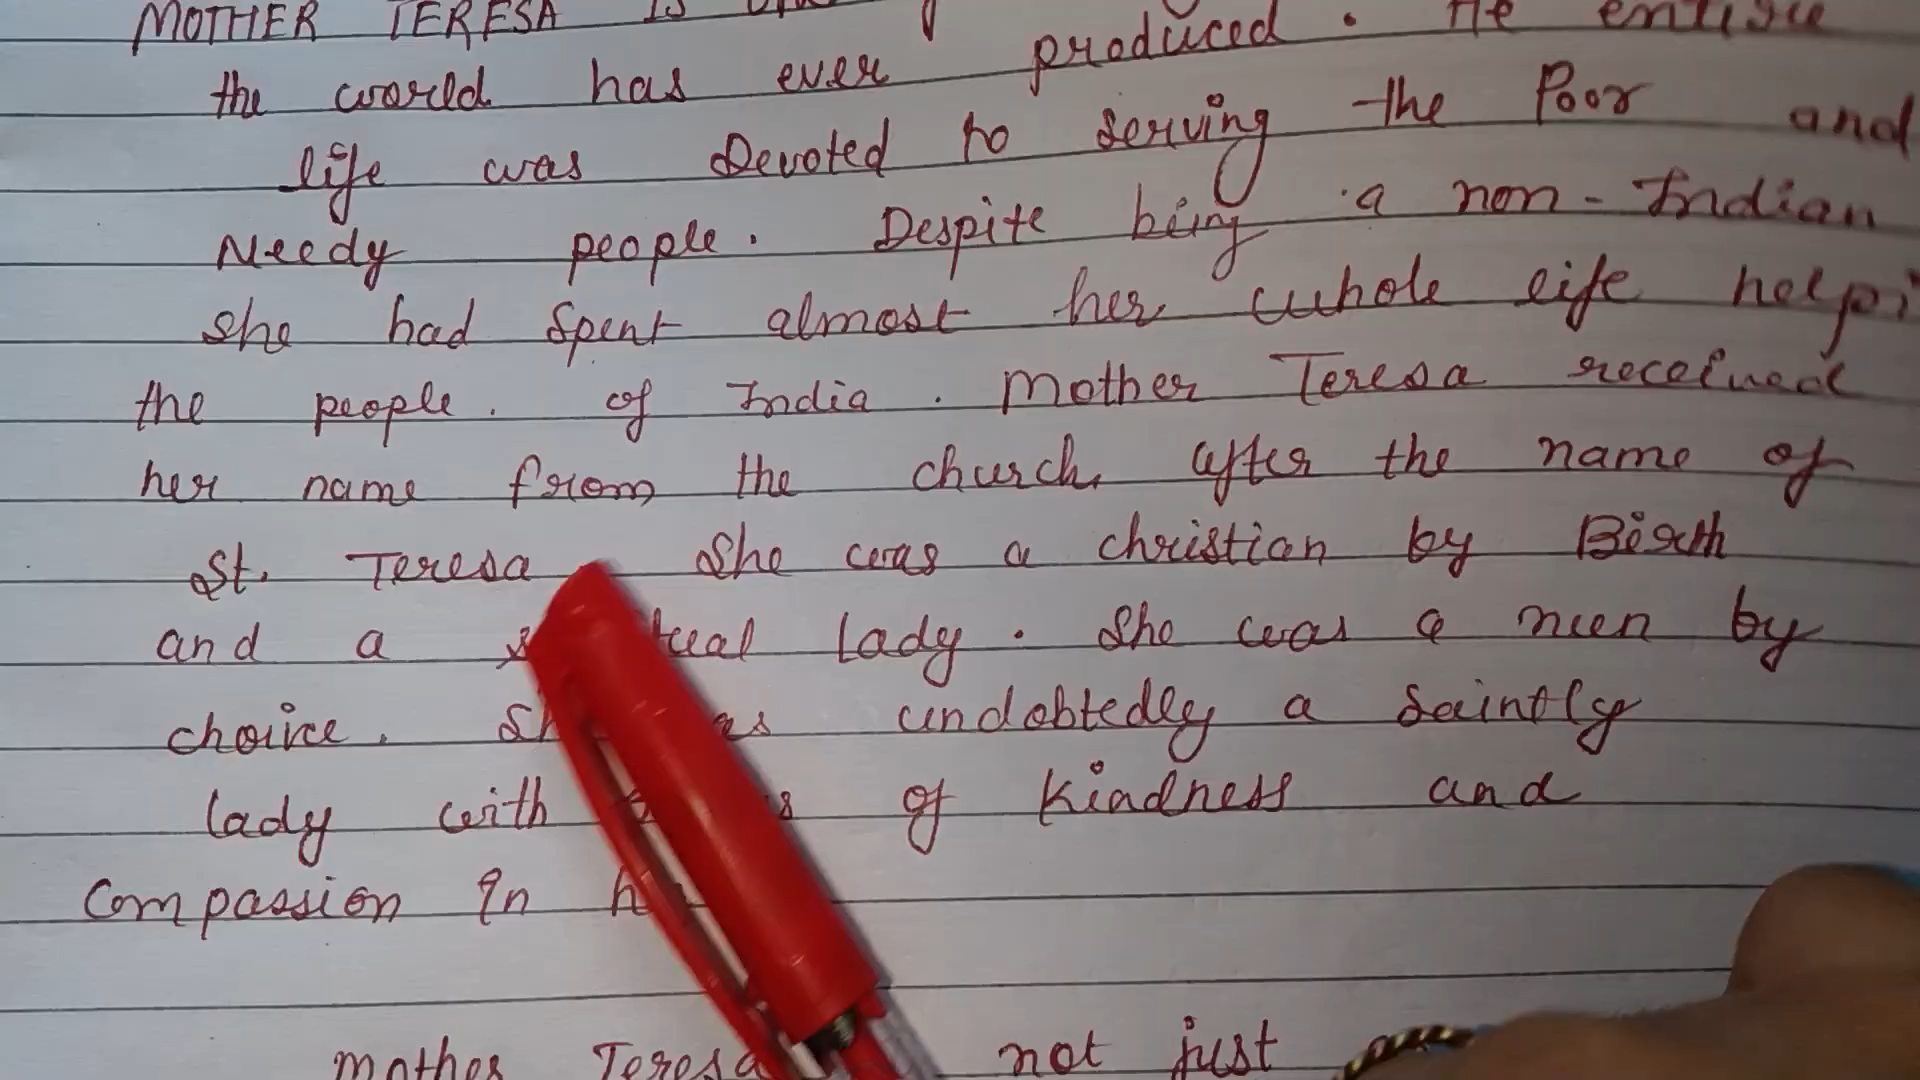 MOTHER TERESA is
the world has ever produced. He entire
life was Devoted to serving the Poor and
Needy people. Despite being a non-Indian
she had spent almost her whole life
the people. of India. Mother Teresa received
her name from the church, after the name of
St. Teresa She was a christian by Birth
and a lady. She was a nun by
choice. undobtedly a Saintly
lady with of Kindness and
Compassion In
Mother Teresa not just